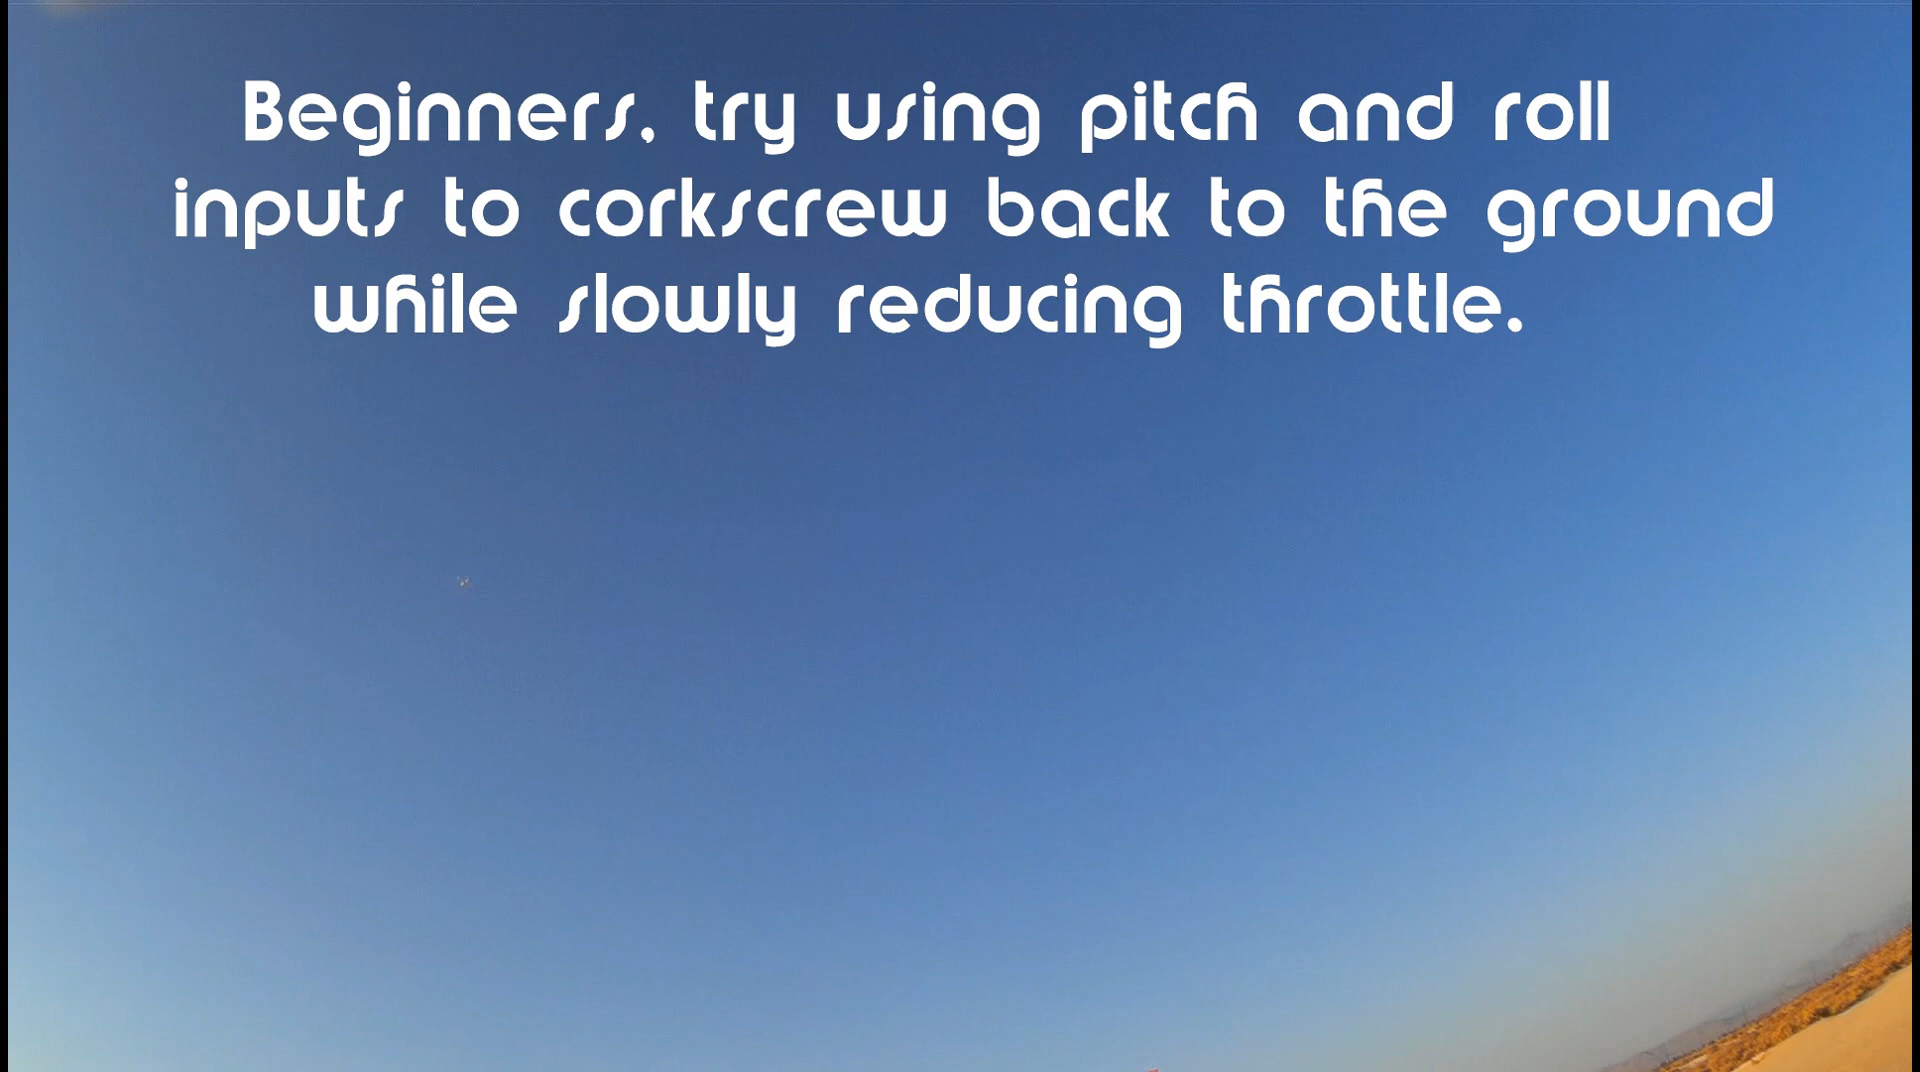 Beginners, try using pitch and roll
inputs to corkscrew back to the ground
while slowly reducing throttle.